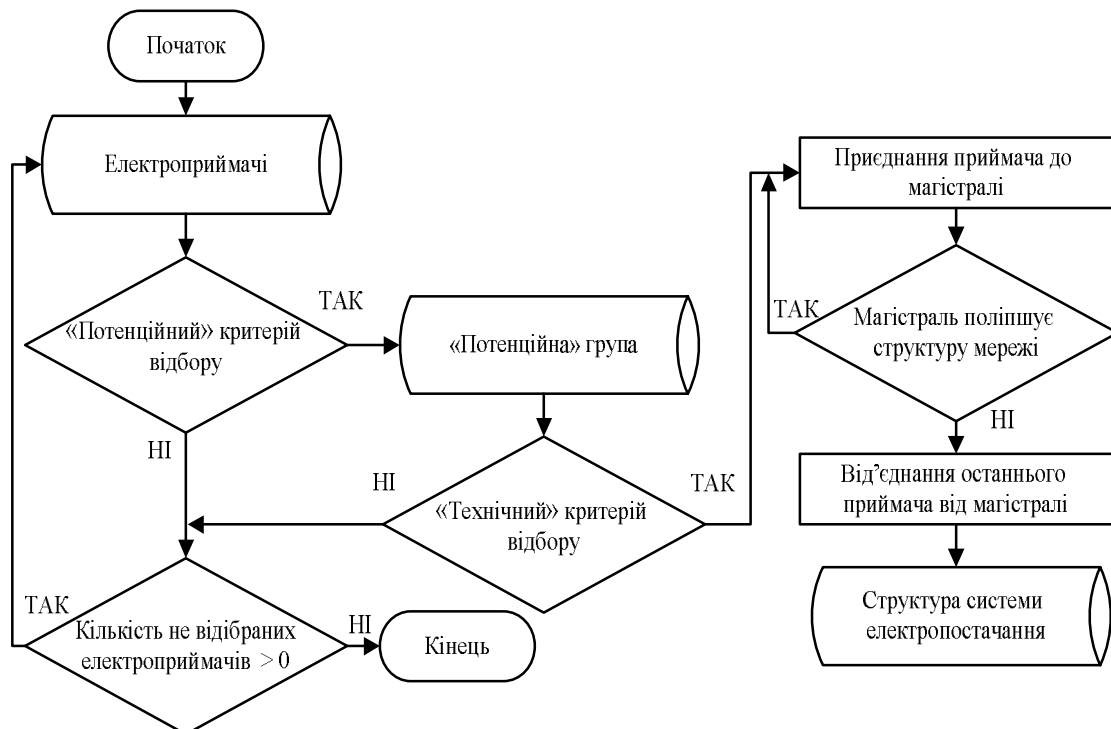 Початок
Електроприймачі
«Потенційний» критерій
відбору
ТАК
НІ
«Потенційна» група
«Технічний» критерій
відбору
НІ
ТАК
Кількість не відібраних
електроприймачів > 0
ТАК
НІ
Кінець
Приєднання приймача до
магістралі
Магістраль поліпшує
структуру мережі
ТАК
НІ
Від’єднання останнього
приймача від магістралі
Структура системи
електропостачання